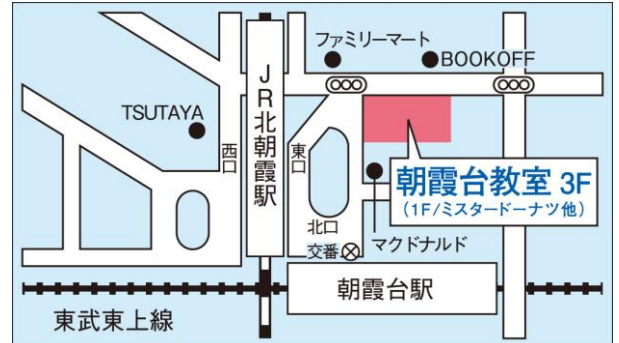 ファミリーマート
BOOKOFF
TSUTAYA
JR北朝霞駅
西口
東口
朝霞台教室 3F
(1F/ミスタードーナツ他)
北口
交番
マクドナルド
朝霞台駅
東武東上線